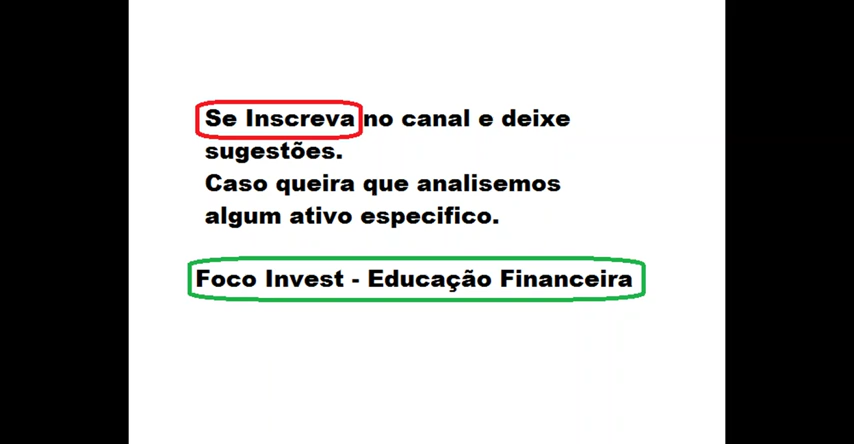 Se Inscreva no canal e deixe
sugestões.
Caso queira que analisemos
algum ativo especifico.
Foco Invest - Educação Financeira